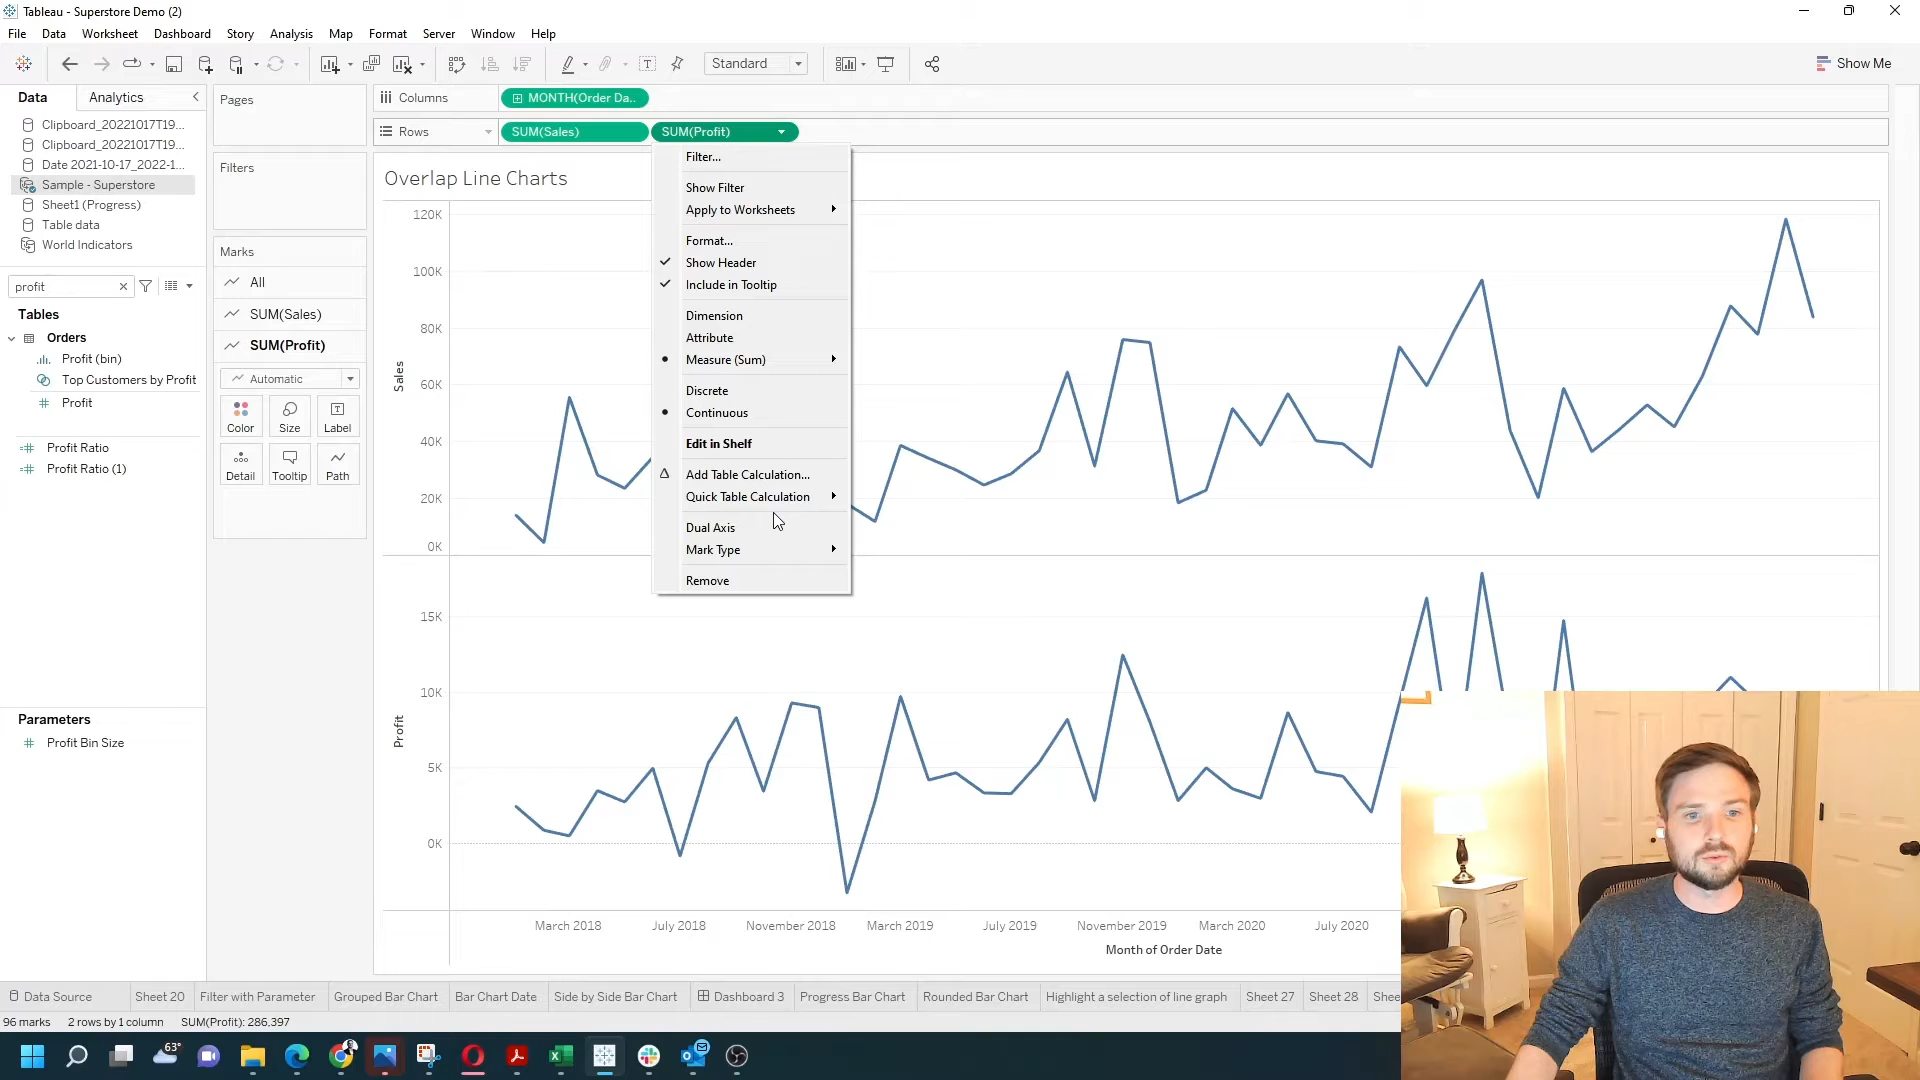 Tableau - Superstore Demo (2)
File Data Worksheet Dashboard Story Analysis Map Format Server Window Help
Standard
Show Me
Data Analytics
Clipboard_20221017T19...
Clipboard_20221017T19...
Date 2021-10-17_2022-1...
Sample - Superstore
Sheet1 (Progress)
Table data
World Indicators
profit
Tables
Orders
Profit (bin)
Top Customers by Profit
Profit
Profit Ratio
Profit Ratio (1)
Parameters
Profit Bin Size
Pages
Filters
Marks
All
SUM(Sales)
SUM(Profit)
Automatic
Color Size Label
Detail Tooltip Path
Columns MONTH(Order Da..
Rows SUM(Sales) SUM(Profit)
Overlap Line Charts
Filter...
Show Filter
Apply to Worksheets
Format...
Show Header
Include in Tooltip
Dimension
Attribute
Measure (Sum)
Discrete
Continuous
Edit in Shelf
Add Table Calculation...
Quick Table Calculation
Dual Axis
Mark Type
Remove
120K
100K
80K
60K
40K
20K
0K
Sales
15K
10K
5K
0K
Profit
March 2018 July 2018 November 2018 March 2019 July 2019 November 2019 March 2020 July 2020
Month of Order Date
Data Source Sheet 20 Filter with Parameter Grouped Bar Chart Bar Chart Date Side by Side Bar Chart Dashboard 3 Progress Bar Chart Rounded Bar Chart Highlight a selection of line graph Sheet 27 Sheet 28 Shee
96 marks 2 rows by 1 column SUM(Profit): 286,397
63°